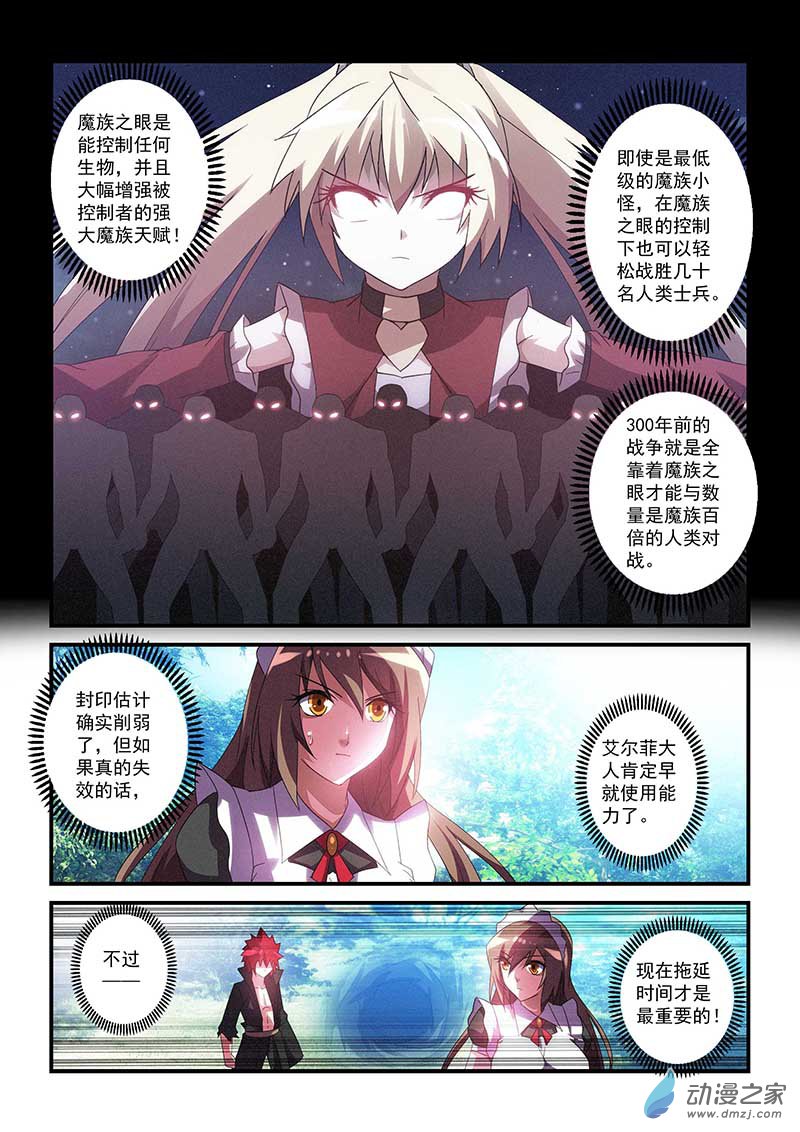 魔族之眼是
能控制任何
生物，并且
大幅增强被
控制者的强
大魔族天赋！
即使是最低
级的魔族小
怪，在魔族
之眼的控制
下也可以轻
松战胜几十
名人类士兵。
300年前的
战争就是全
靠着魔族之
眼才能与数
量是魔族百
倍的人类对
战。
封印估计
确实削弱
了，但如
果真的失
效的话，
艾尔菲大
人肯定早
就使用能
力了。
不过
——
现在拖延
时间才是
最重要的！
动漫之家
www.dmzj.com